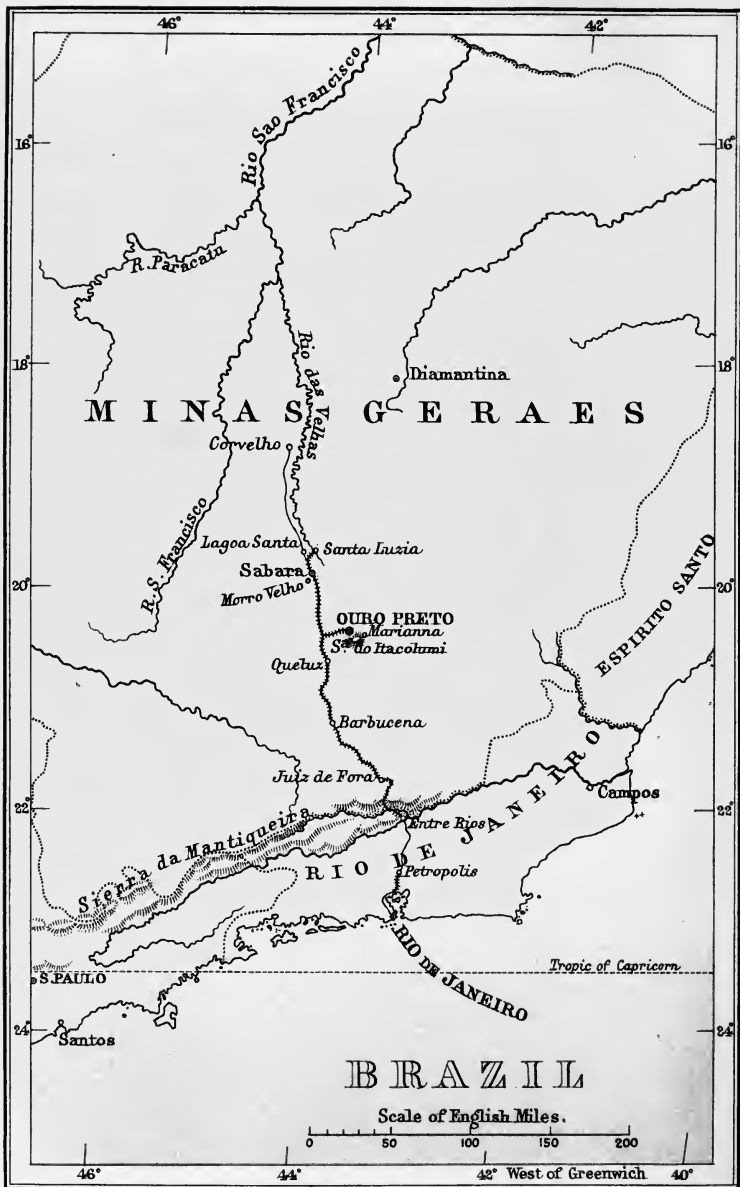 46° 44° 42°
Rio Sao Francisco
16° 16°
R. Paracatu
Rio das Velhas
18° 18°
Diamantina
MINAS GERAES
Corvelho
R. S. Francisco
Lagoa Santa Santa Luzia
Sabara
Morro Velho
20° 20°
ESPIRITO SANTO
OURO PRETO
Marianna
S. do Itacolumi
Queluz
Barbucena
Juiz de Fora
22° 22°
Campos
Entre Rios
Sierra da Mantiqueira
RIO DE JANEIRO
Petropolis
RIO DE JANEIRO
Tropic of Capricorn
S. PAULO
24° 24°
Santos
BRAZIL
Scale of English Miles.
0 50 100 150 200
46° 44° 42° West of Greenwich 40°